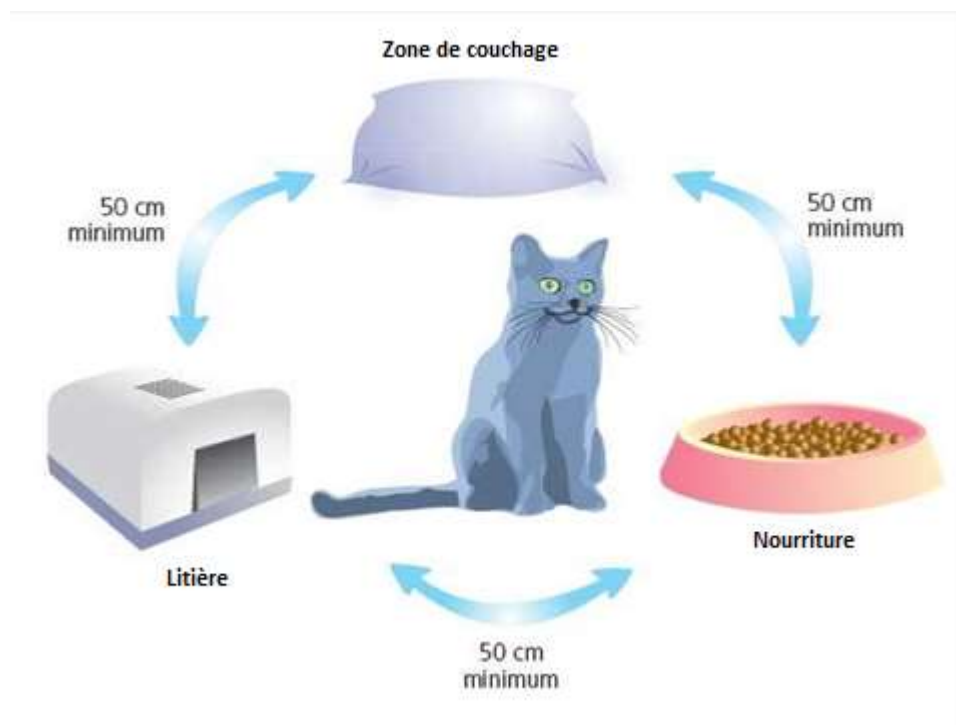 Zone de couchage
50 cm
minimum
50 cm
minimum
Nourriture
Litière
50 cm
minimum